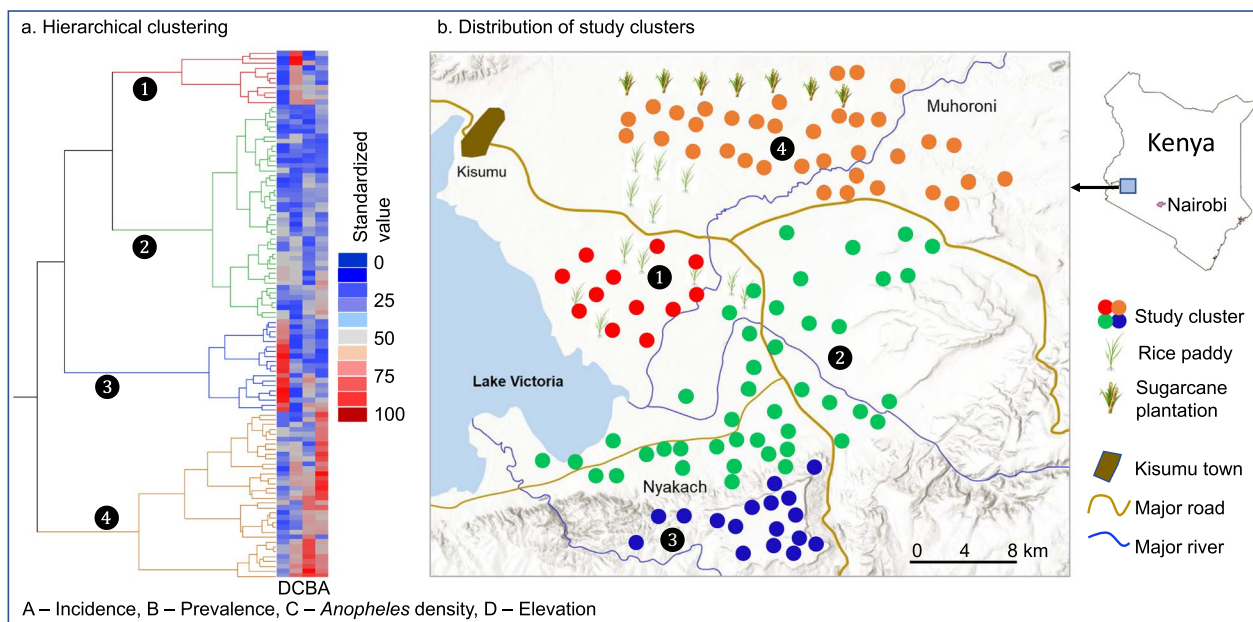 a. Hierarchical clustering
b. Distribution of study clusters
1
2
3
4
Standardized
value
0
25
50
75
100
DCBA
Kisumu
Muhoroni
4
1
2
3
Lake Victoria
Nyakach
0 4 8 km
Kenya
Nairobi
Study cluster
Rice paddy
Sugarcane
plantation
Kisumu town
Major road
Major river
A – Incidence, B – Prevalence, C – Anopheles density, D – Elevation